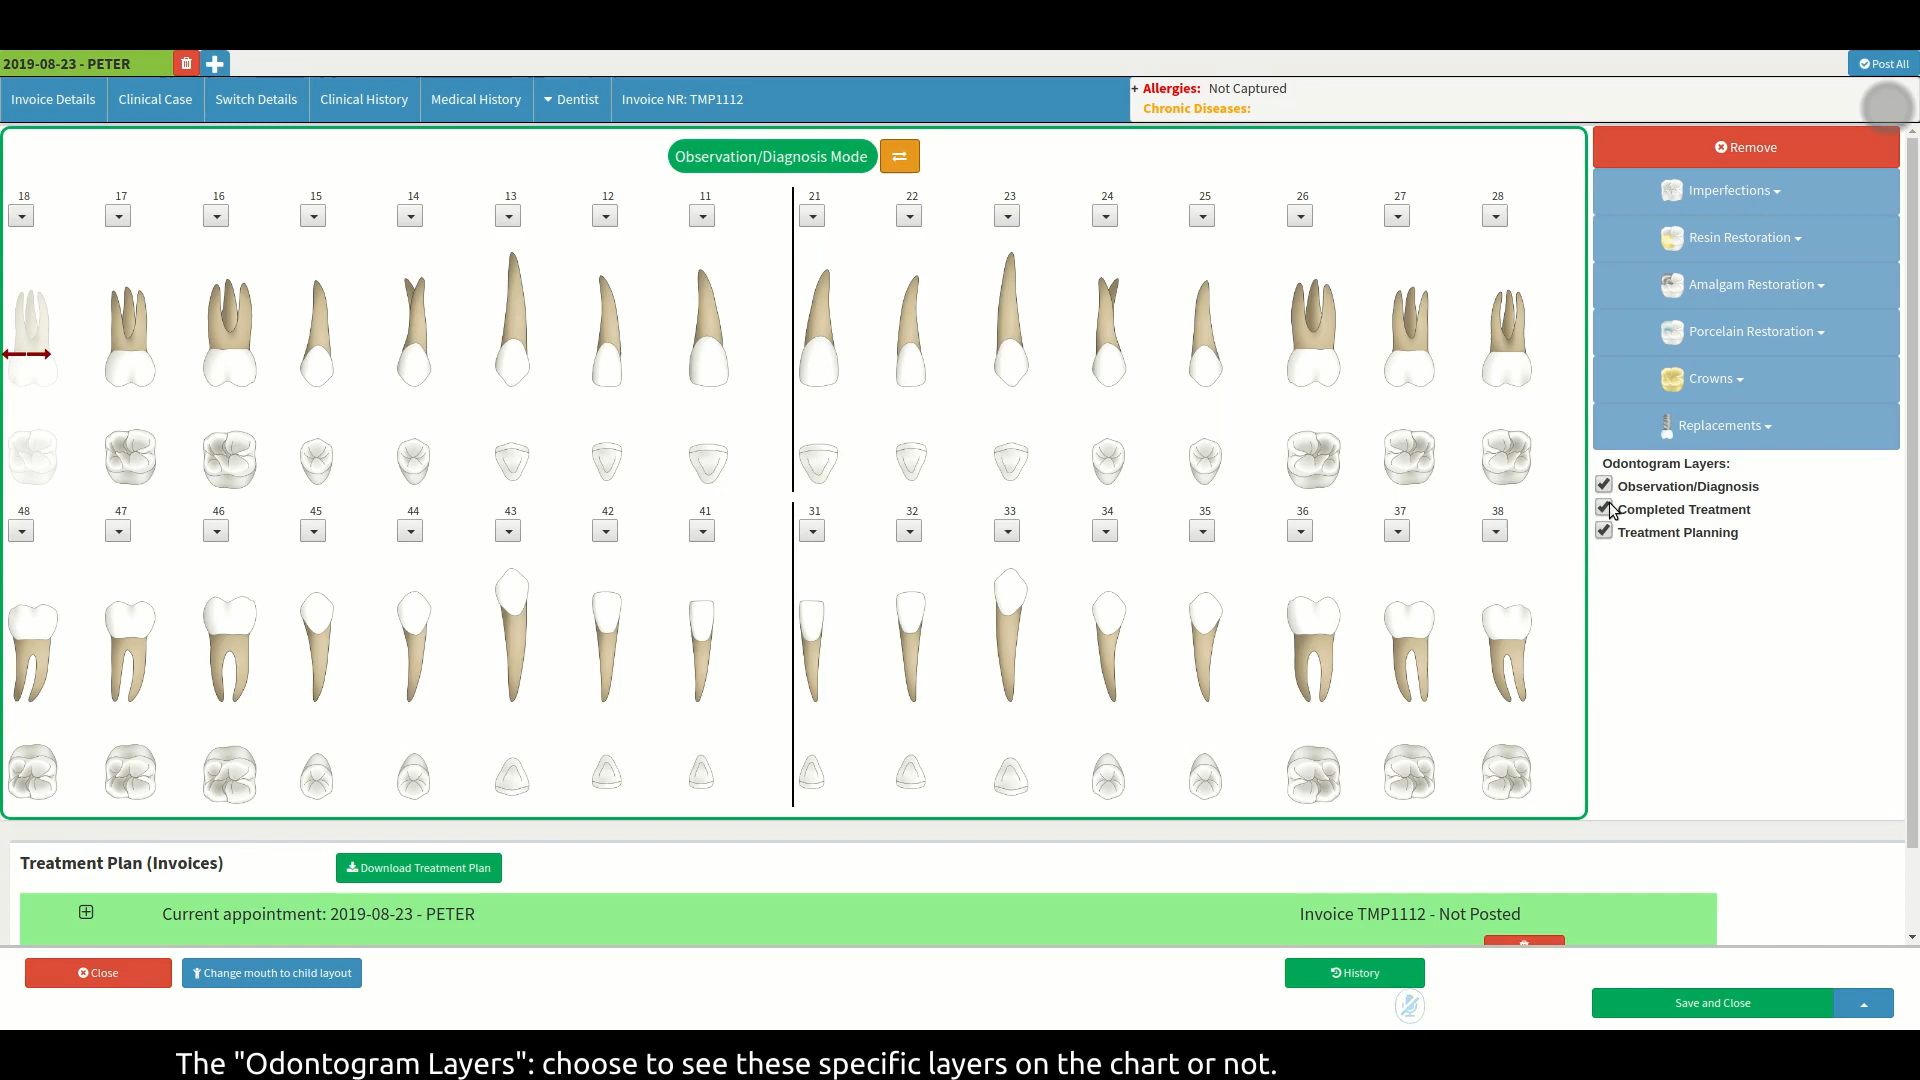 2019-08-23 - PETER
Post All
Invoice Details Clinical Case Switch Details Clinical History Medical History Dentist Invoice NR: TMP1112
+ Allergies: Not Captured
Chronic Diseases:
Observation/Diagnosis Mode
Remove
Imperfections
Resin Restoration
Amalgam Restoration
Porcelain Restoration
Crowns
Replacements
18 17 16 15 14 13 12 11 21 22 23 24 25 26 27 28
Odontogram Layers:
Observation/Diagnosis
Completed Treatment
Treatment Planning
48 47 46 45 44 43 42 41 31 32 33 34 35 36 37 38
Treatment Plan (Invoices)
Download Treatment Plan
Current appointment: 2019-08-23 - PETER Invoice TMP1112 - Not Posted
Close Change mouth to child layout History
Save and Close
The "Odontogram Layers": choose to see these specific layers on the chart or not.